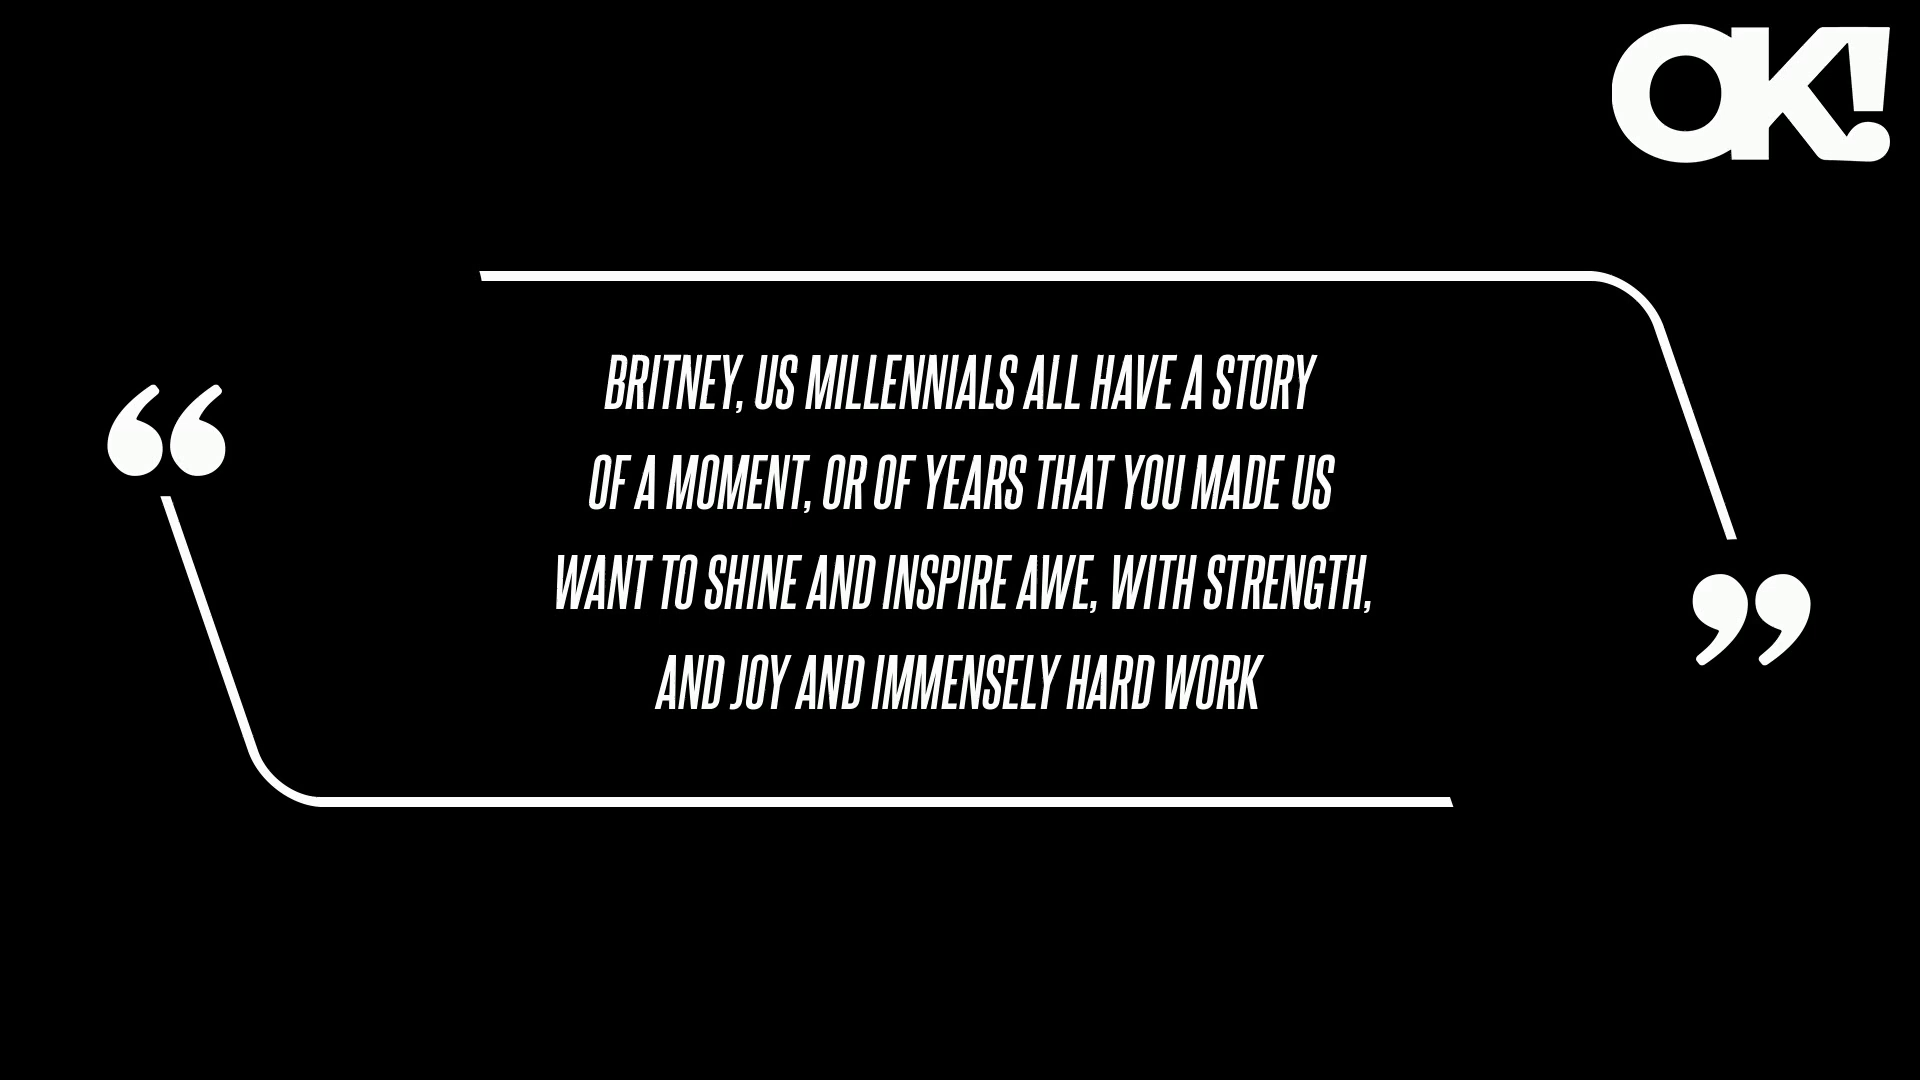 OK!
“
BRITNEY, US MILLENNIALS ALL HAVE A STORY
OF A MOMENT, OR OF YEARS THAT YOU MADE US
WANT TO SHINE AND INSPIRE AWE, WITH STRENGTH,
AND JOY AND IMMENSELY HARD WORK
”